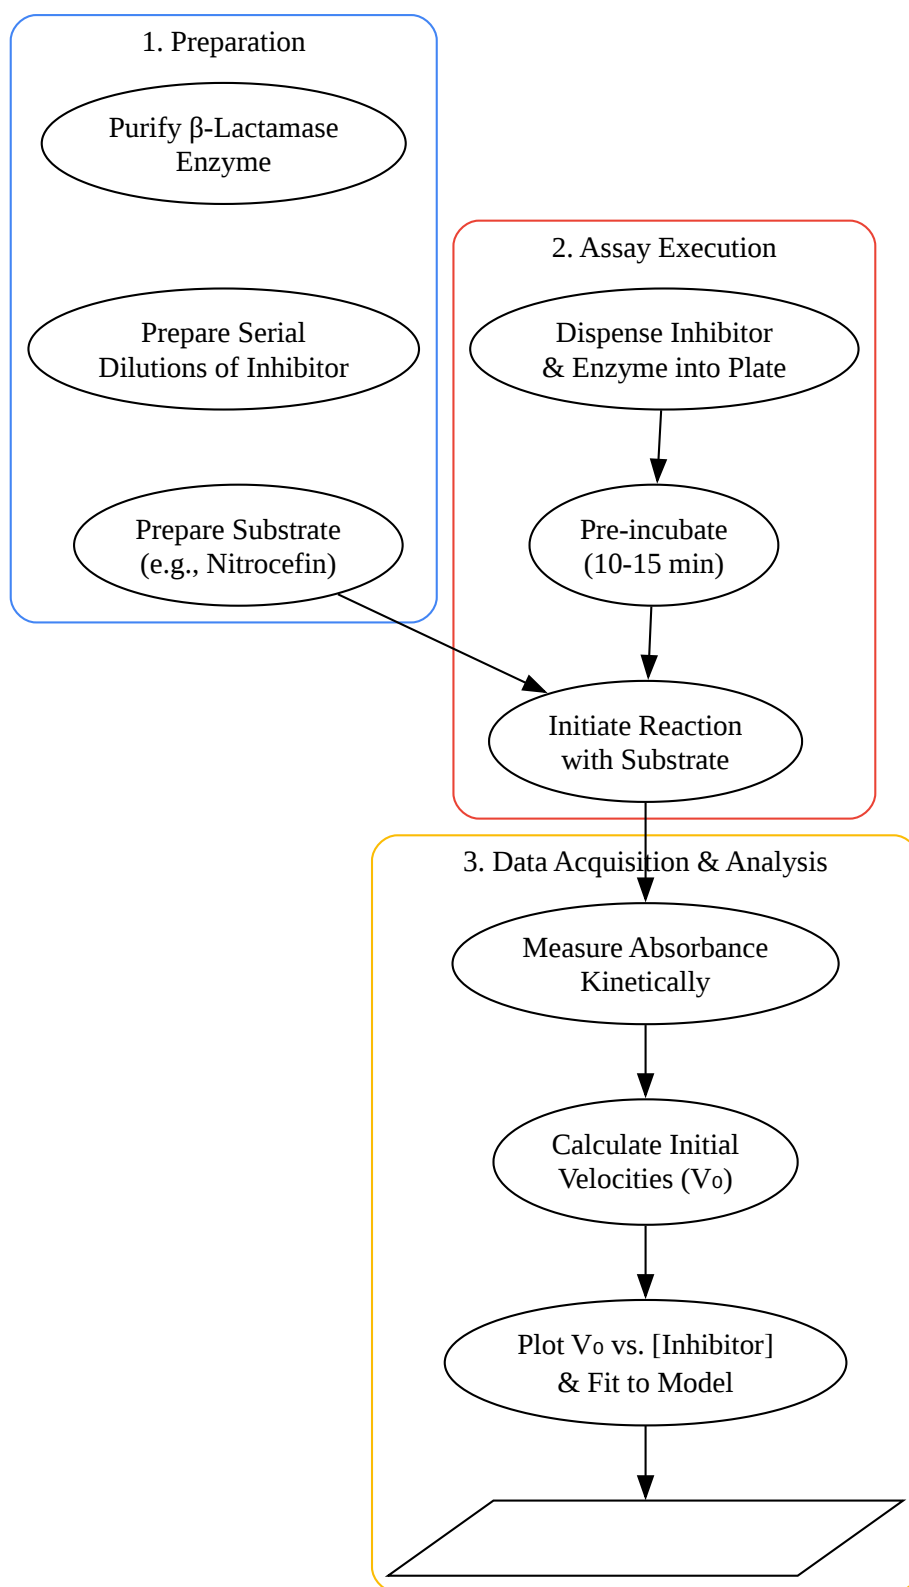 1. Preparation
Purify β-Lactamase
Enzyme
Prepare Serial
Dilutions of Inhibitor
Prepare Substrate
(e.g., Nitrocefin)
2. Assay Execution
Dispense Inhibitor
& Enzyme into Plate
Pre-incubate
(10-15 min)
Initiate Reaction
with Substrate
3. Data Acquisition & Analysis
Measure Absorbance
Kinetically
Calculate Initial
Velocities (V₀)
Plot V₀ vs. [Inhibitor]
& Fit to Model